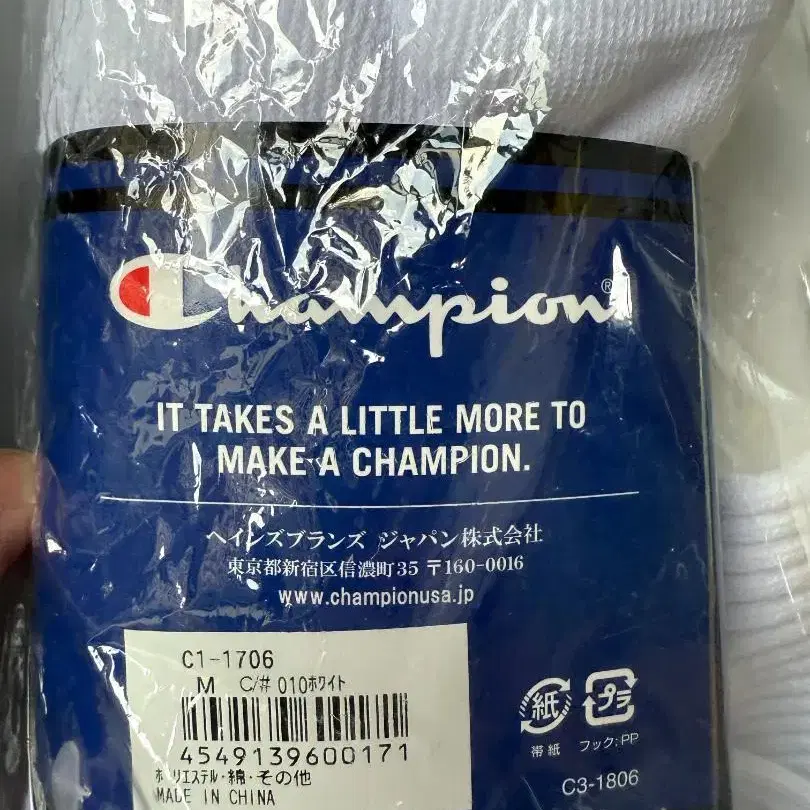 Champion®
IT TAKES A LITTLE MORE TO
MAKE A CHAMPION.
ヘインズブランズ ジャパン株式会社
東京都新宿区信濃町35 〒160-0016
www.championusa.jp
C1-1706
M C/# 010ホワイト
4549139600171
ポリエステル・綿・その他
MADE IN CHINA
紙 プラ
帯紙 フック:PP
C3-1806